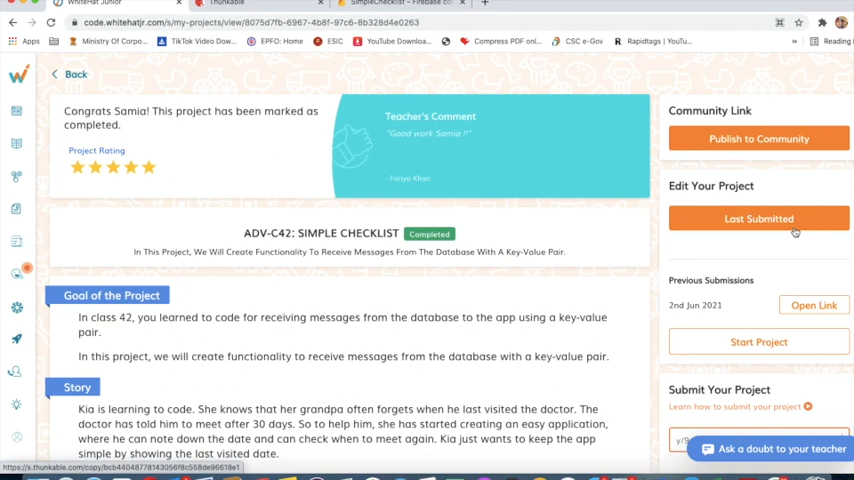 WhiteHat Junior
Thunkable
SimpleChecklist – Firebase co
code.whitehatjr.com/s/my-projects/view/8075d7fb-6967-4b8f-97c6-8b328d4e0263
Apps
Ministry Of Corpo...
TikTok Video Dow...
EPFO: Home
ESIC
YouTube Downloa...
Compress PDF onl...
CSC e-Gov
Rapidtags | YouTu...
»
Reading
Back
Congrats Samia! This project has been marked as
completed.
Project Rating
Teacher's Comment
"Good work Samia !!"
- Fanya Khan
ADV-C42: SIMPLE CHECKLIST Completed
In This Project, We Will Create Functionality To Receive Messages From The Database With A Key-Value Pair.
Goal of the Project
In class 42, you learned to code for receiving messages from the database to the app using a key-value
pair.
In this project, we will create functionality to receive messages from the database with a key-value pair.
Story
Kia is learning to code. She knows that her grandpa often forgets when he last visited the doctor. The
doctor has told him to meet after 30 days. So to help him, she has started creating an easy application,
where he can note down the date and can check when to meet again. Kia just wants to keep the app
simple by showing the last visited date.
https://x.thunkable.com/copy/bcb44048778143056f8c558de96618e1
Community Link
Publish to Community
Edit Your Project
Last Submitted
Previous Submissions
2nd Jun 2021
Open Link
Start Project
Submit Your Project
Learn how to submit your project
Ask a doubt to your teacher